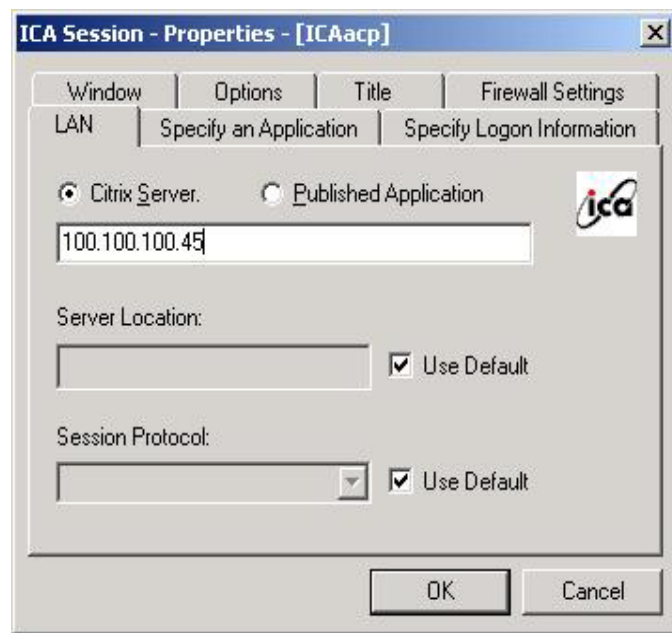 ICA Session - Properties - [ICAacp]
Window Options Title Firewall Settings
LAN Specify an Application Specify Logon Information
Citrix Server. Published Application
ica
100.100.100.45
Server Location:
Use Default
Session Protocol:
Use Default
OK Cancel